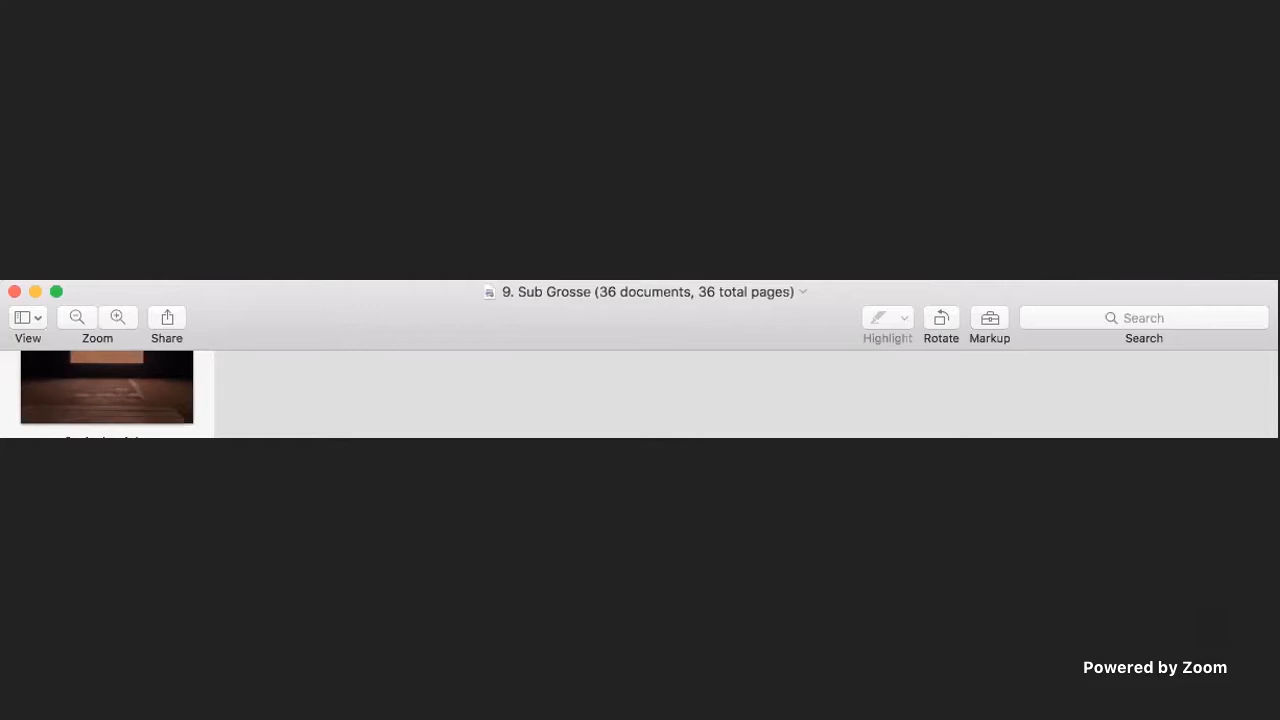 9. Sub Grosse (36 documents, 36 total pages)
View Zoom Share Highlight Rotate Markup Search
Search
Powered by Zoom